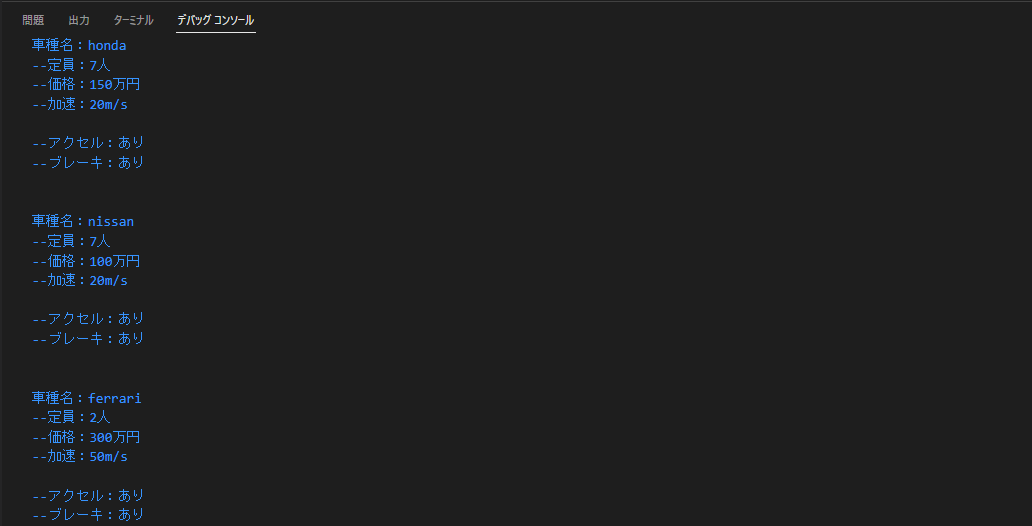 問題 出力 ターミナル デバッグ コンソール
車種名：honda
--定員：7人
--価格：150万円
--加速：20m/s
--アクセル：あり
--ブレーキ：あり
車種名：nissan
--定員：7人
--価格：100万円
--加速：20m/s
--アクセル：あり
--ブレーキ：あり
車種名：ferrari
--定員：2人
--価格：300万円
--加速：50m/s
--アクセル：あり
--ブレーキ：あり